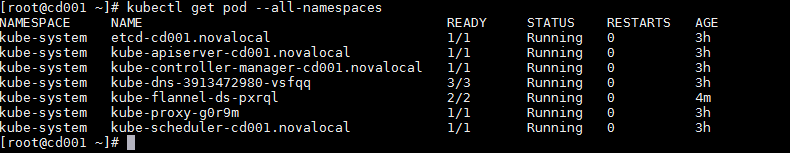 [root@cd001 ~]# kubectl get pod --all-namespaces
NAMESPACE     NAME                                        READY     STATUS    RESTARTS   AGE
kube-system   etcd-cd001.novalocal                        1/1       Running   0          3h
kube-system   kube-apiserver-cd001.novalocal              1/1       Running   0          3h
kube-system   kube-controller-manager-cd001.novalocal   1/1       Running   0          3h
kube-system   kube-dns-3913472980-vsfqq                   3/3       Running   0          3h
kube-system   kube-flannel-ds-pxrql                       2/2       Running   0          4m
kube-system   kube-proxy-g0r9m                            1/1       Running   0          3h
kube-system   kube-scheduler-cd001.novalocal              1/1       Running   0          3h
[root@cd001 ~]#